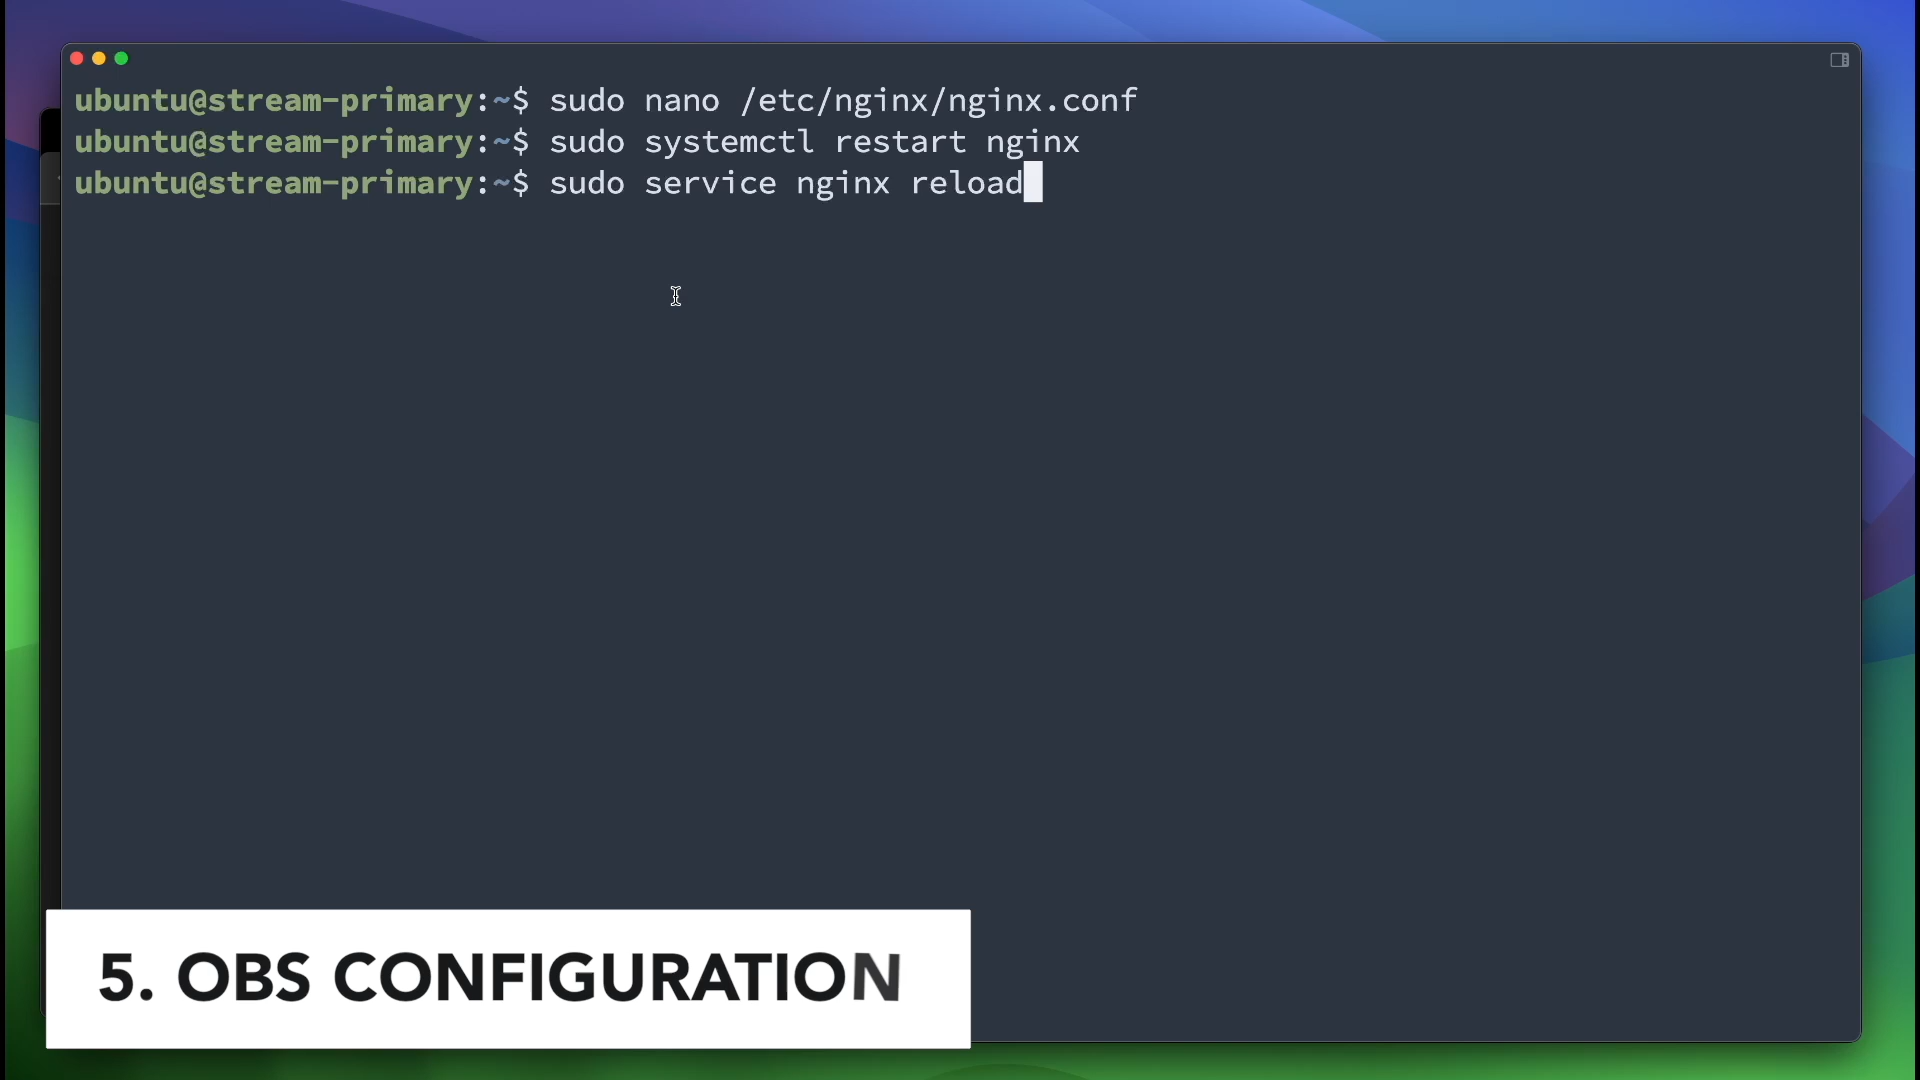 ubuntu@stream-primary:~$ sudo nano /etc/nginx/nginx.conf
ubuntu@stream-primary:~$ sudo systemctl restart nginx
ubuntu@stream-primary:~$ sudo service nginx reload
5. OBS CONFIGURATION